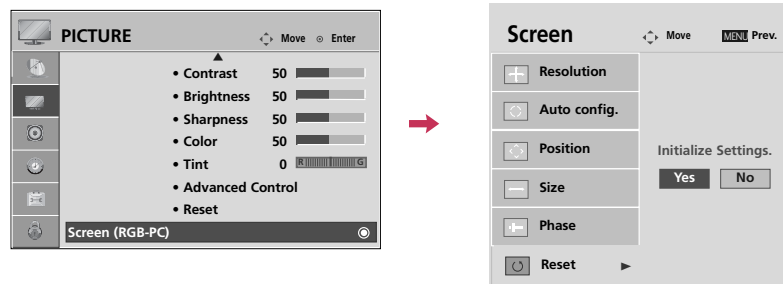 PICTURE
Move Enter
• Contrast 50
• Brightness 50
• Sharpness 50
• Color 50
• Tint 0 R G
• Advanced Control
• Reset
Screen (RGB-PC)
Screen
Move MENU Prev.
Resolution
Auto config.
Position
Size
Phase
Reset
Initialize Settings.
Yes No